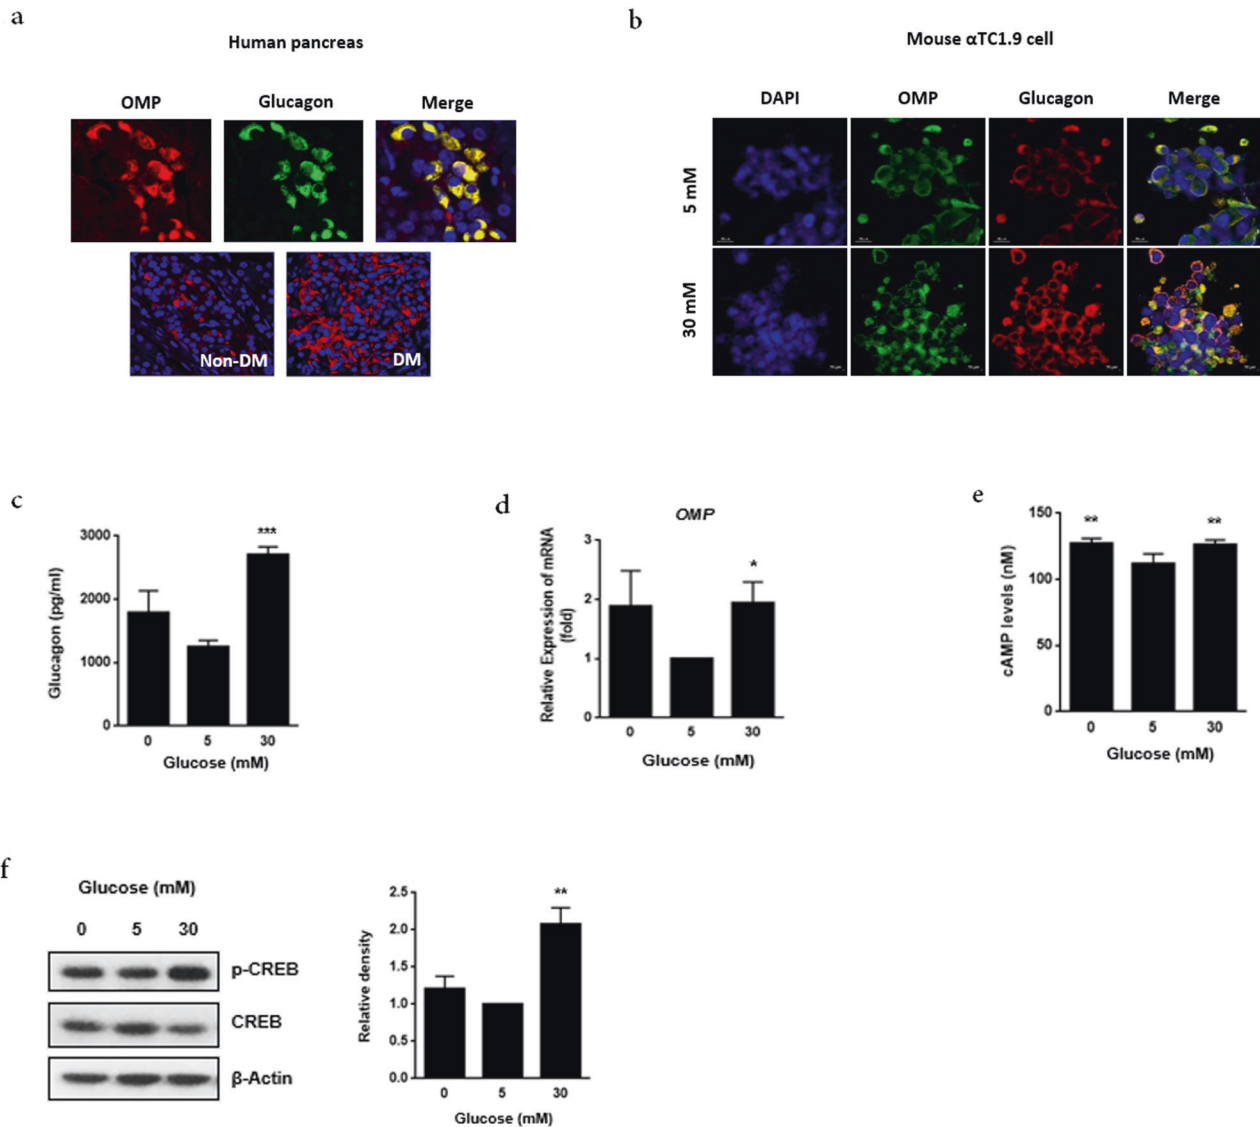 a
Human pancreas
OMP Glucagon Merge
Non-DM DM
b
Mouse αTC1.9 cell
DAPI OMP Glucagon Merge
5 mM
30 mM
c
Glucagon (pg/ml)
3000
2000
1000
0
***
0 5 30
Glucose (mM)
d
OMP
Relative Expression of mRNA
(fold)
3
2
1
0
*
0 5 30
Glucose (mM)
e
cAMP levels (nM)
150
100
50
0
** **
0 5 30
Glucose (mM)
f
Glucose (mM)
0 5 30
p-CREB
CREB
β-Actin
Relative density
2.5
2.0
1.5
1.0
0.5
0.0
**
0 5 30
Glucose (mM)